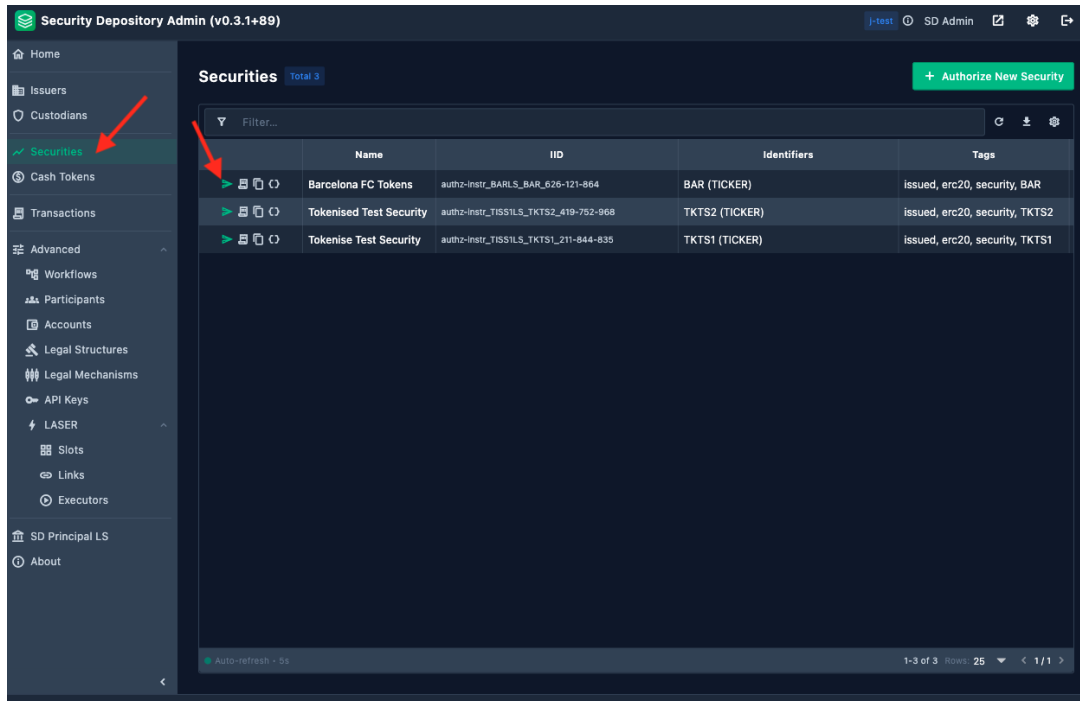 Security Depository Admin (v0.3.1+89)
j-test SD Admin
Home
Issuers
Custodians
Securities
Cash Tokens
Transactions
Advanced
Workflows
Participants
Accounts
Legal Structures
Legal Mechanisms
API Keys
LASER
Slots
Links
Executors
SD Principal LS
About
Securities Total 3
+ Authorize New Security
Filter...
Name IID Identifiers Tags
Barcelona FC Tokens authz-instr_BARLS_BAR_626-121-864 BAR (TICKER) issued, erc20, security, BAR
Tokenised Test Security authz-instr_TISS1LS_TKTS2_419-752-968 TKTS2 (TICKER) issued, erc20, security, TKTS2
Tokenise Test Security authz-instr_TISS1LS_TKTS1_211-844-835 TKTS1 (TICKER) issued, erc20, security, TKTS1
Auto-refresh - 5s
1-3 of 3 Rows: 25 < 1/1 >